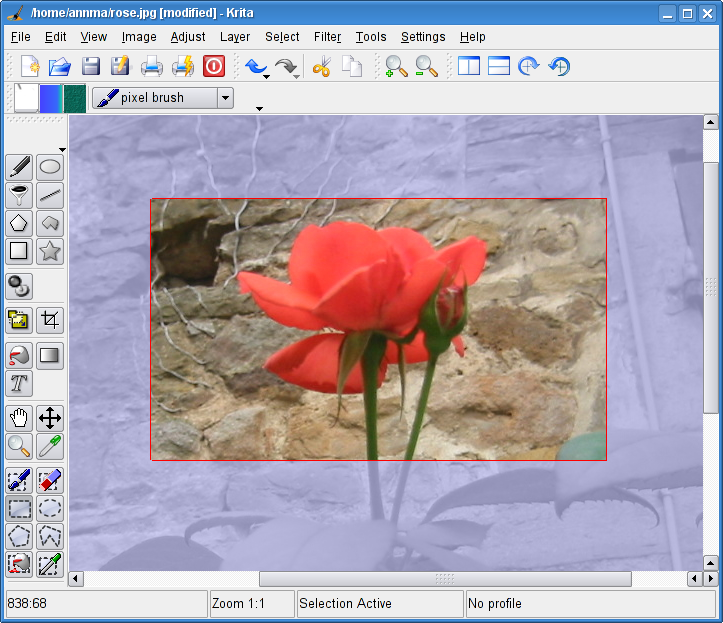 /home/annma/rose.jpg [modified] - Krita
File Edit View Image Adjust Layer Select Filter Tools Settings Help
pixel brush
T
838:68 Zoom 1:1 Selection Active No profile